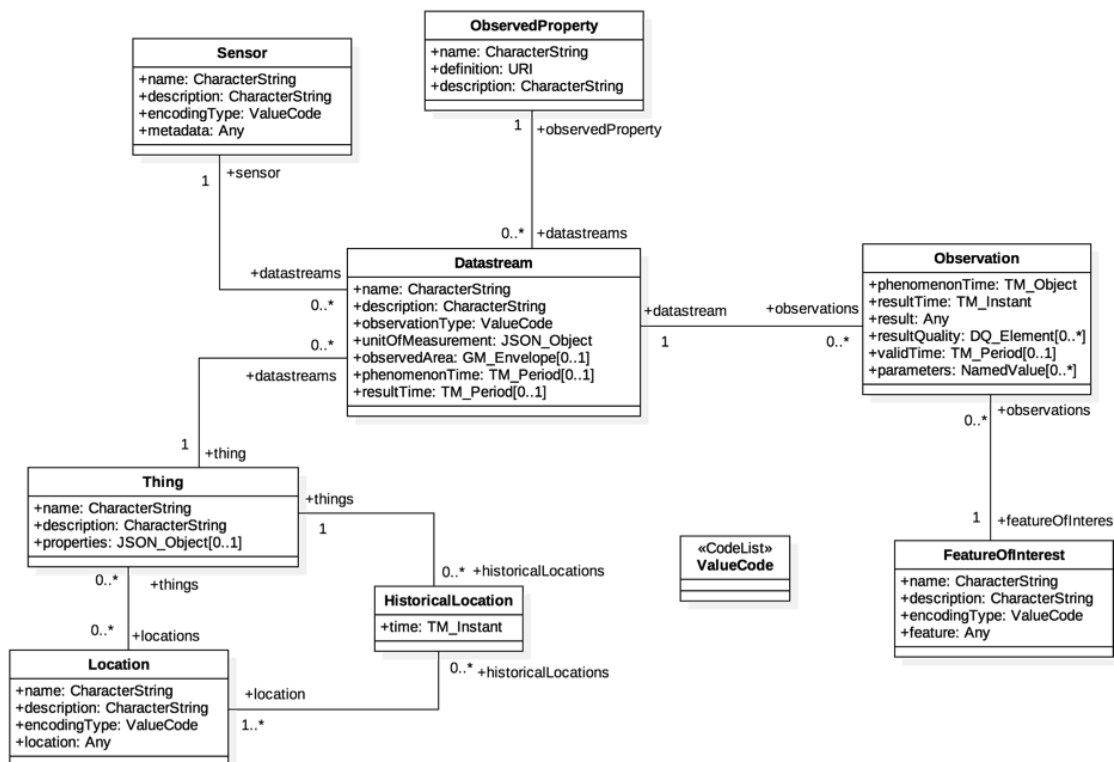 Sensor
+name: CharacterString
+description: CharacterString
+encodingType: ValueCode
+metadata: Any
ObservedProperty
+name: CharacterString
+definition: URI
+description: CharacterString
1
+sensor
1
+observedProperty
0..*
+datastreams
+datastreams
0..*
Datastream
+name: CharacterString
+description: CharacterString
+observationType: ValueCode
+unitOfMeasurement: JSON_Object
+observedArea: GM_Envelope[0..1]
+phenomenonTime: TM_Period[0..1]
+resultTime: TM_Period[0..1]
+datastream
1
+observations
0..*
Observation
+phenomenonTime: TM_Object
+resultTime: TM_Instant
+result: Any
+resultQuality: DQ_Element[0..*]
+validTime: TM_Period[0..1]
+parameters: NamedValue[0..*]
0..*
+datastreams
1
+thing
0..*
+observations
1
+featureOfInteres
Thing
+name: CharacterString
+description: CharacterString
+properties: JSON_Object[0..1]
+things
1
0..*
+historicalLocations
HistoricalLocation
+time: TM_Instant
0..*
+historicalLocations
«CodeList»
ValueCode
FeatureOfInterest
+name: CharacterString
+description: CharacterString
+encodingType: ValueCode
+feature: Any
0..*
+things
0..*
+locations
Location
+name: CharacterString
+description: CharacterString
+encodingType: ValueCode
+location: Any
+location
1..*